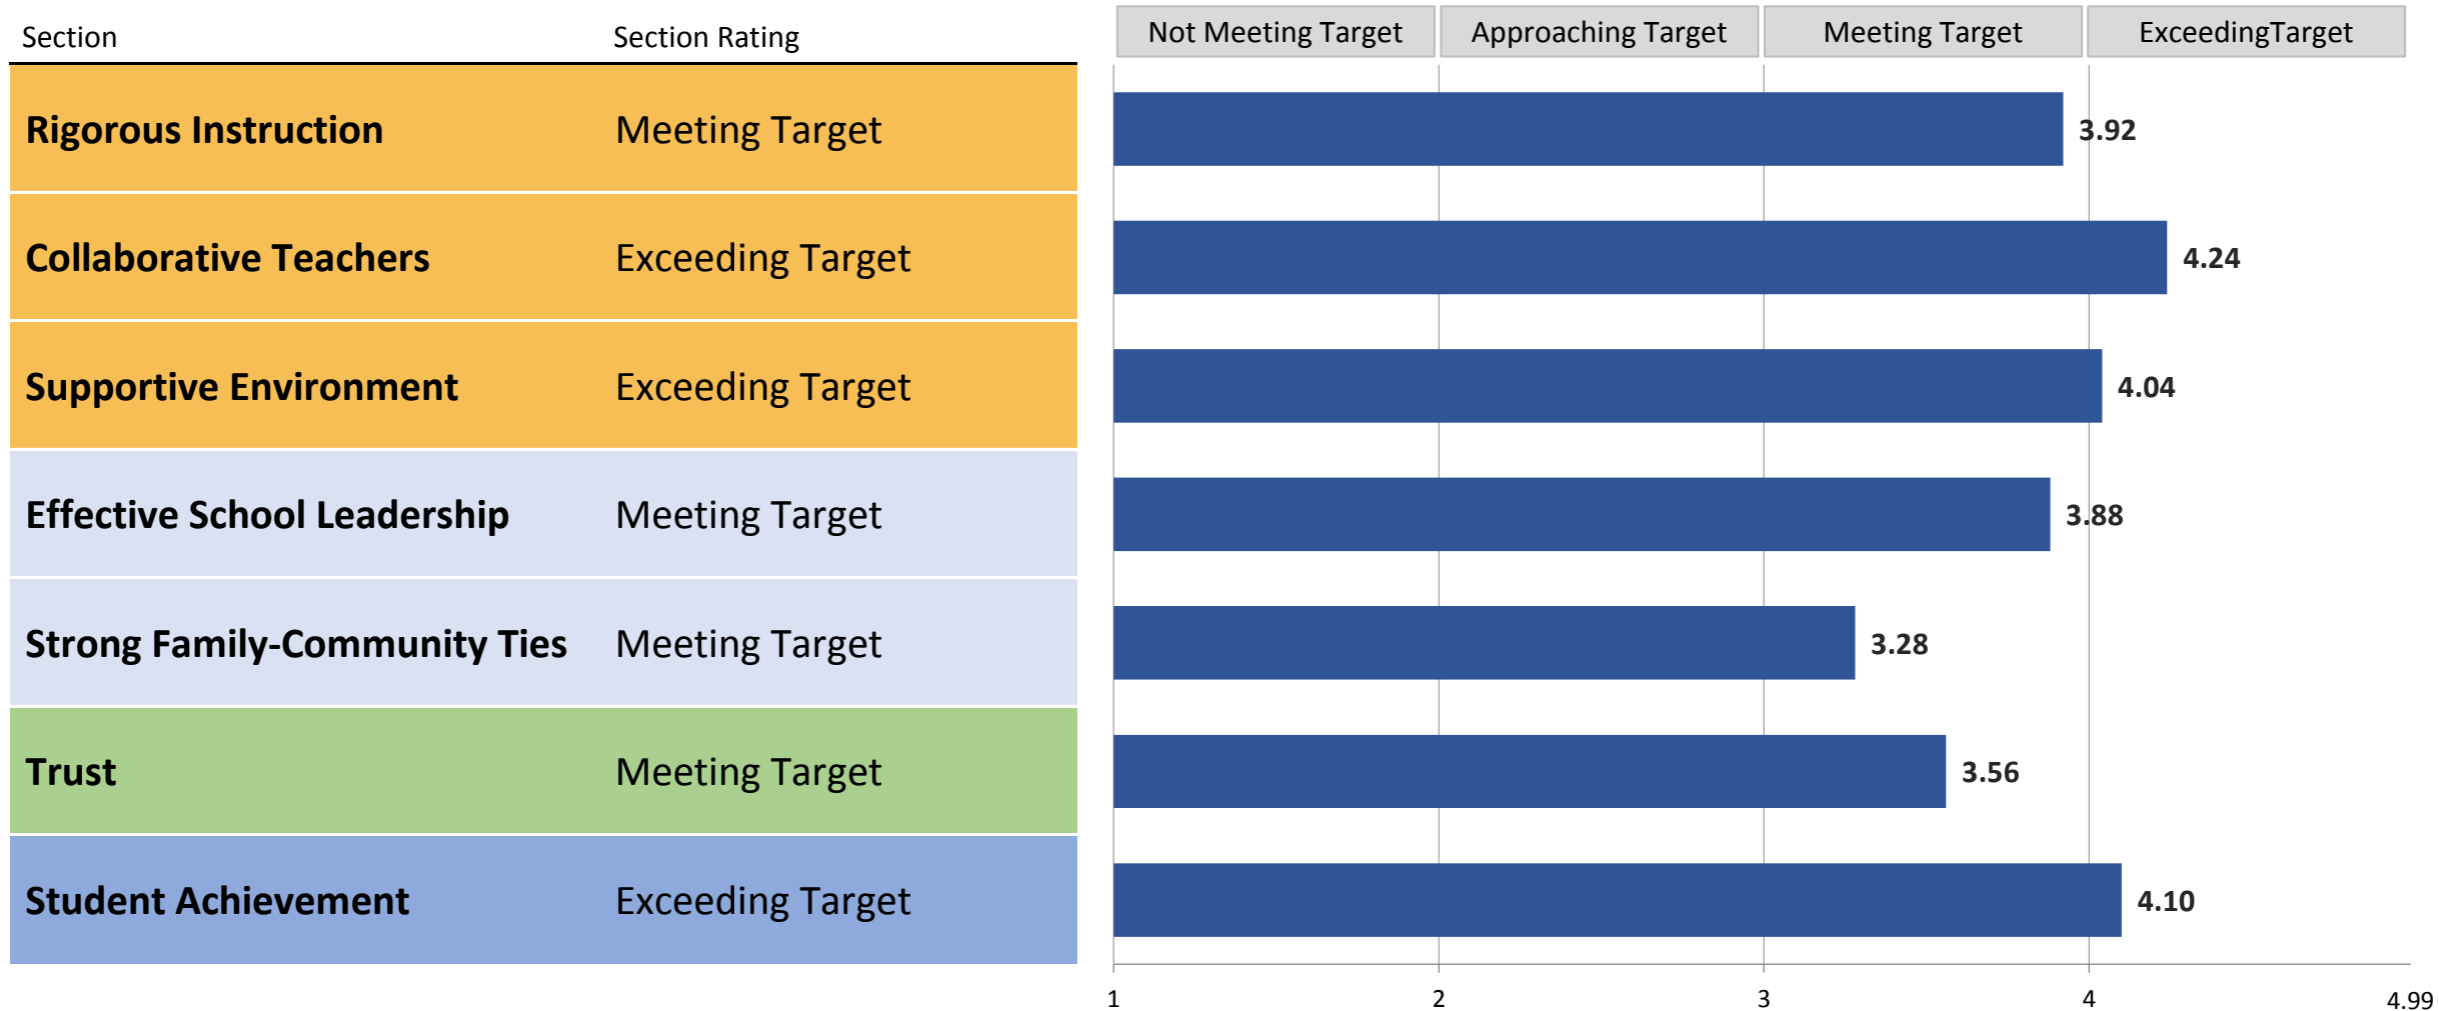 Section Section Rating Not Meeting Target Approaching Target Meeting Target ExceedingTarget
Rigorous Instruction Meeting Target 3.92
Collaborative Teachers Exceeding Target 4.24
Supportive Environment Exceeding Target 4.04
Effective School Leadership Meeting Target 3.88
Strong Family-Community Ties Meeting Target 3.28
Trust Meeting Target 3.56
Student Achievement Exceeding Target 4.10
1 2 3 4 4.99